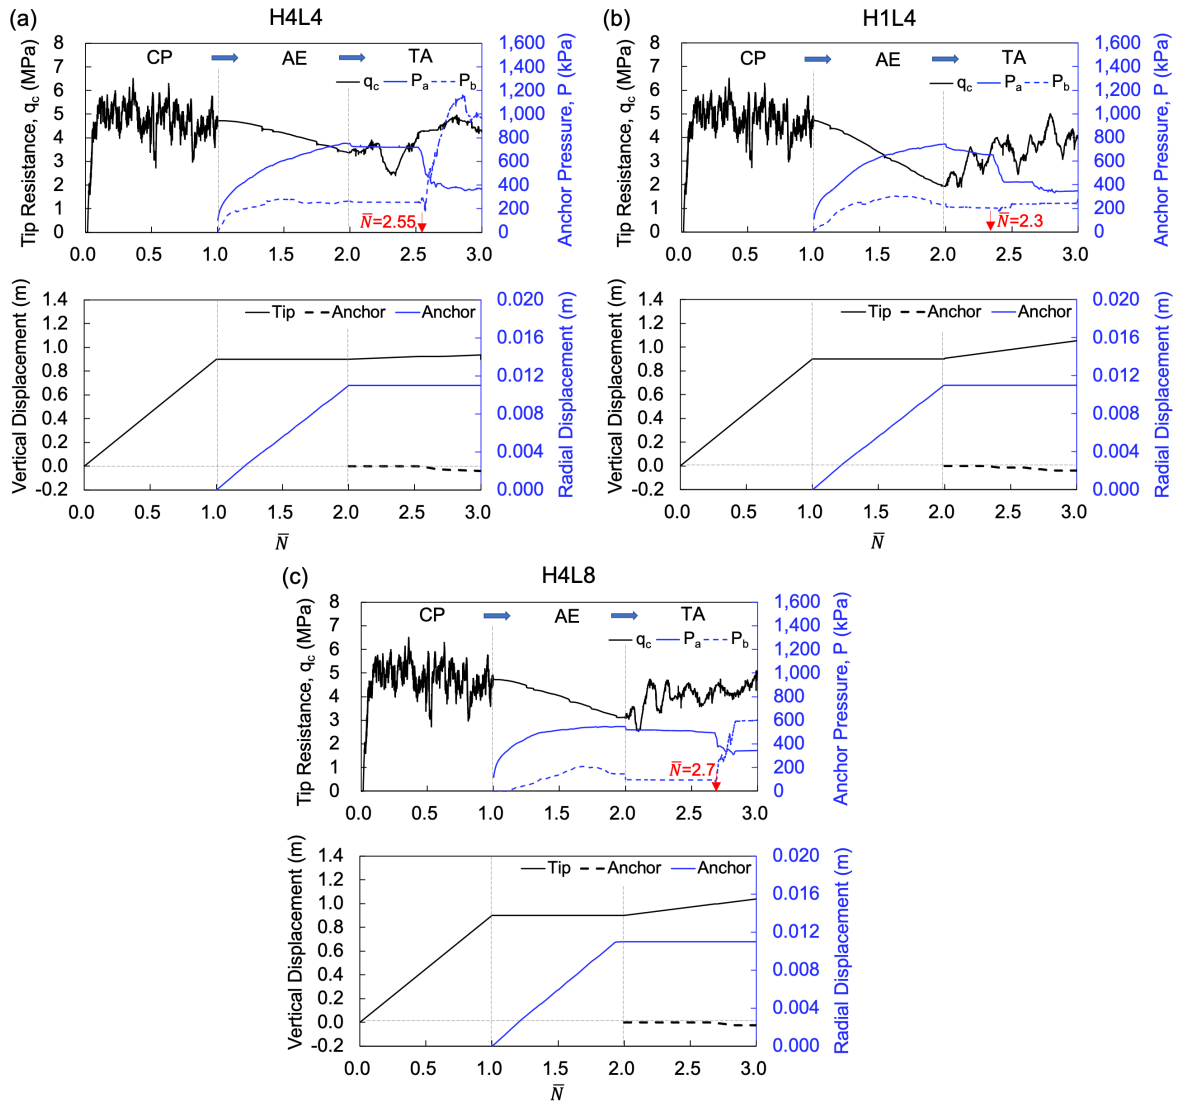 (a) H4L4
Tip Resistance, qc (MPa)
8
7
6
5
4
3
2
1
0
CP AE TA
qc Pa Pb
N̅=2.55
1,600
1,400
1,200
1,000
800
600
400
200
0
Anchor Pressure, P (kPa)
0.0 0.5 1.0 1.5 2.0 2.5 3.0
Vertical Displacement (m)
1.4
1.2
1.0
0.8
0.6
0.4
0.2
0.0
-0.2
Tip Anchor Anchor
0.020
0.016
0.012
0.008
0.004
0.000
Radial Displacement (m)
0.0 0.5 1.0 1.5 2.0 2.5 3.0
N̅
(b) H1L4
Tip Resistance, qc (MPa)
8
7
6
5
4
3
2
1
0
CP AE TA
qc Pa Pb
N̅=2.3
1,600
1,400
1,200
1,000
800
600
400
200
0
Anchor Pressure, P (kPa)
0.0 0.5 1.0 1.5 2.0 2.5 3.0
Vertical Displacement (m)
1.4
1.2
1.0
0.8
0.6
0.4
0.2
0.0
-0.2
Tip Anchor Anchor
0.020
0.016
0.012
0.008
0.004
0.000
Radial Displacement (m)
0.0 0.5 1.0 1.5 2.0 2.5 3.0
N̅
(c) H4L8
Tip Resistance, qc (MPa)
8
7
6
5
4
3
2
1
0
CP AE TA
qc Pa Pb
N̅=2.7
1,600
1,400
1,200
1,000
800
600
400
200
0
Anchor Pressure, P (kPa)
0.0 0.5 1.0 1.5 2.0 2.5 3.0
Vertical Displacement (m)
1.4
1.2
1.0
0.8
0.6
0.4
0.2
0.0
-0.2
Tip Anchor Anchor
0.020
0.016
0.012
0.008
0.004
0.000
Radial Displacement (m)
0.0 0.5 1.0 1.5 2.0 2.5 3.0
N̅